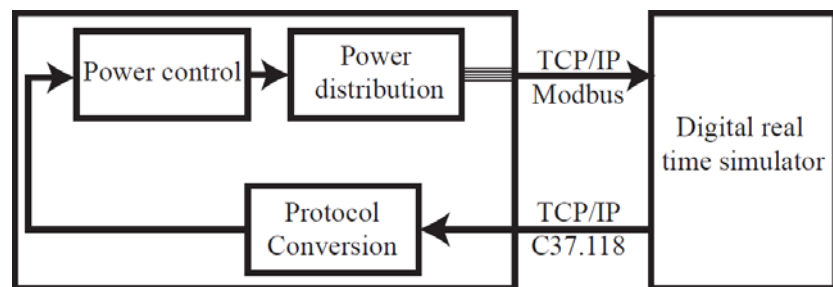 Power control
Power
distribution
TCP/IP
Modbus
Digital real
time simulator
Protocol
Conversion
TCP/IP
C37.118